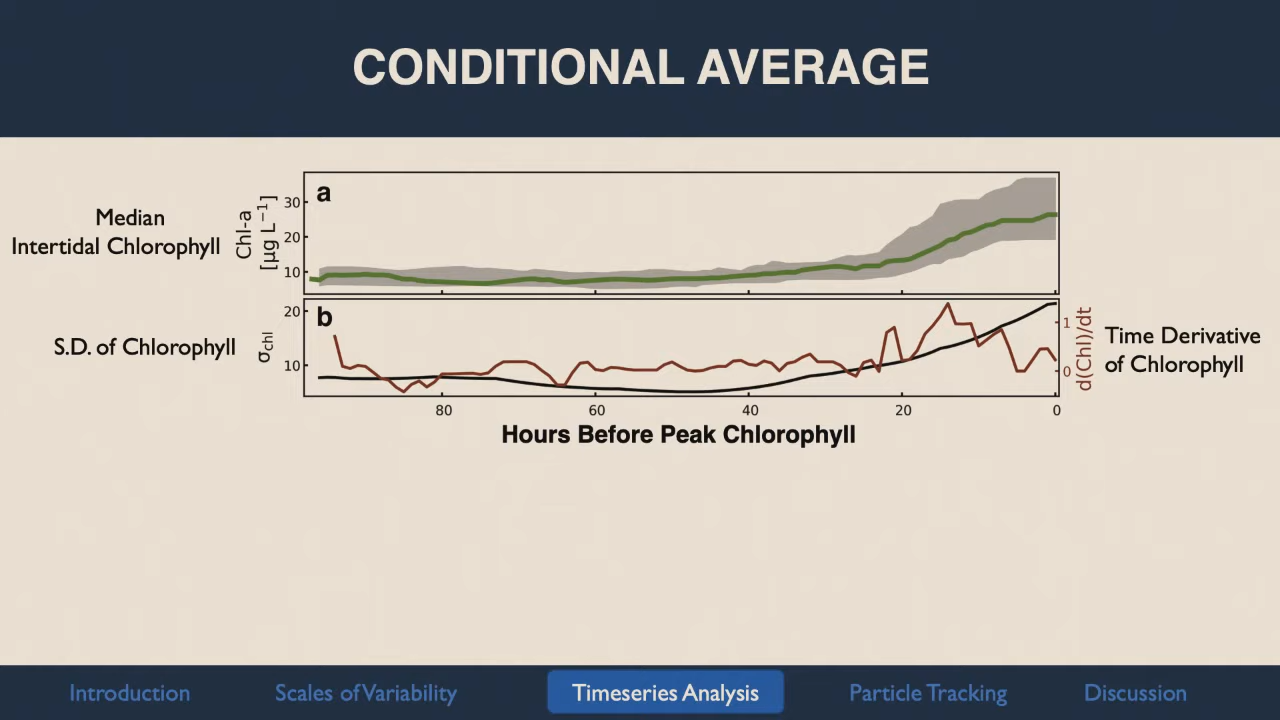 CONDITIONAL AVERAGE
Median
Intertidal Chlorophyll
Chl-a
[µg L⁻¹]
a
30
20
10
S.D. of Chlorophyll
σchl
b
20
10
1
0
d(Chl)/dt
Time Derivative
of Chlorophyll
80 60 40 20 0
Hours Before Peak Chlorophyll
Introduction Scales of Variability Timeseries Analysis Particle Tracking Discussion